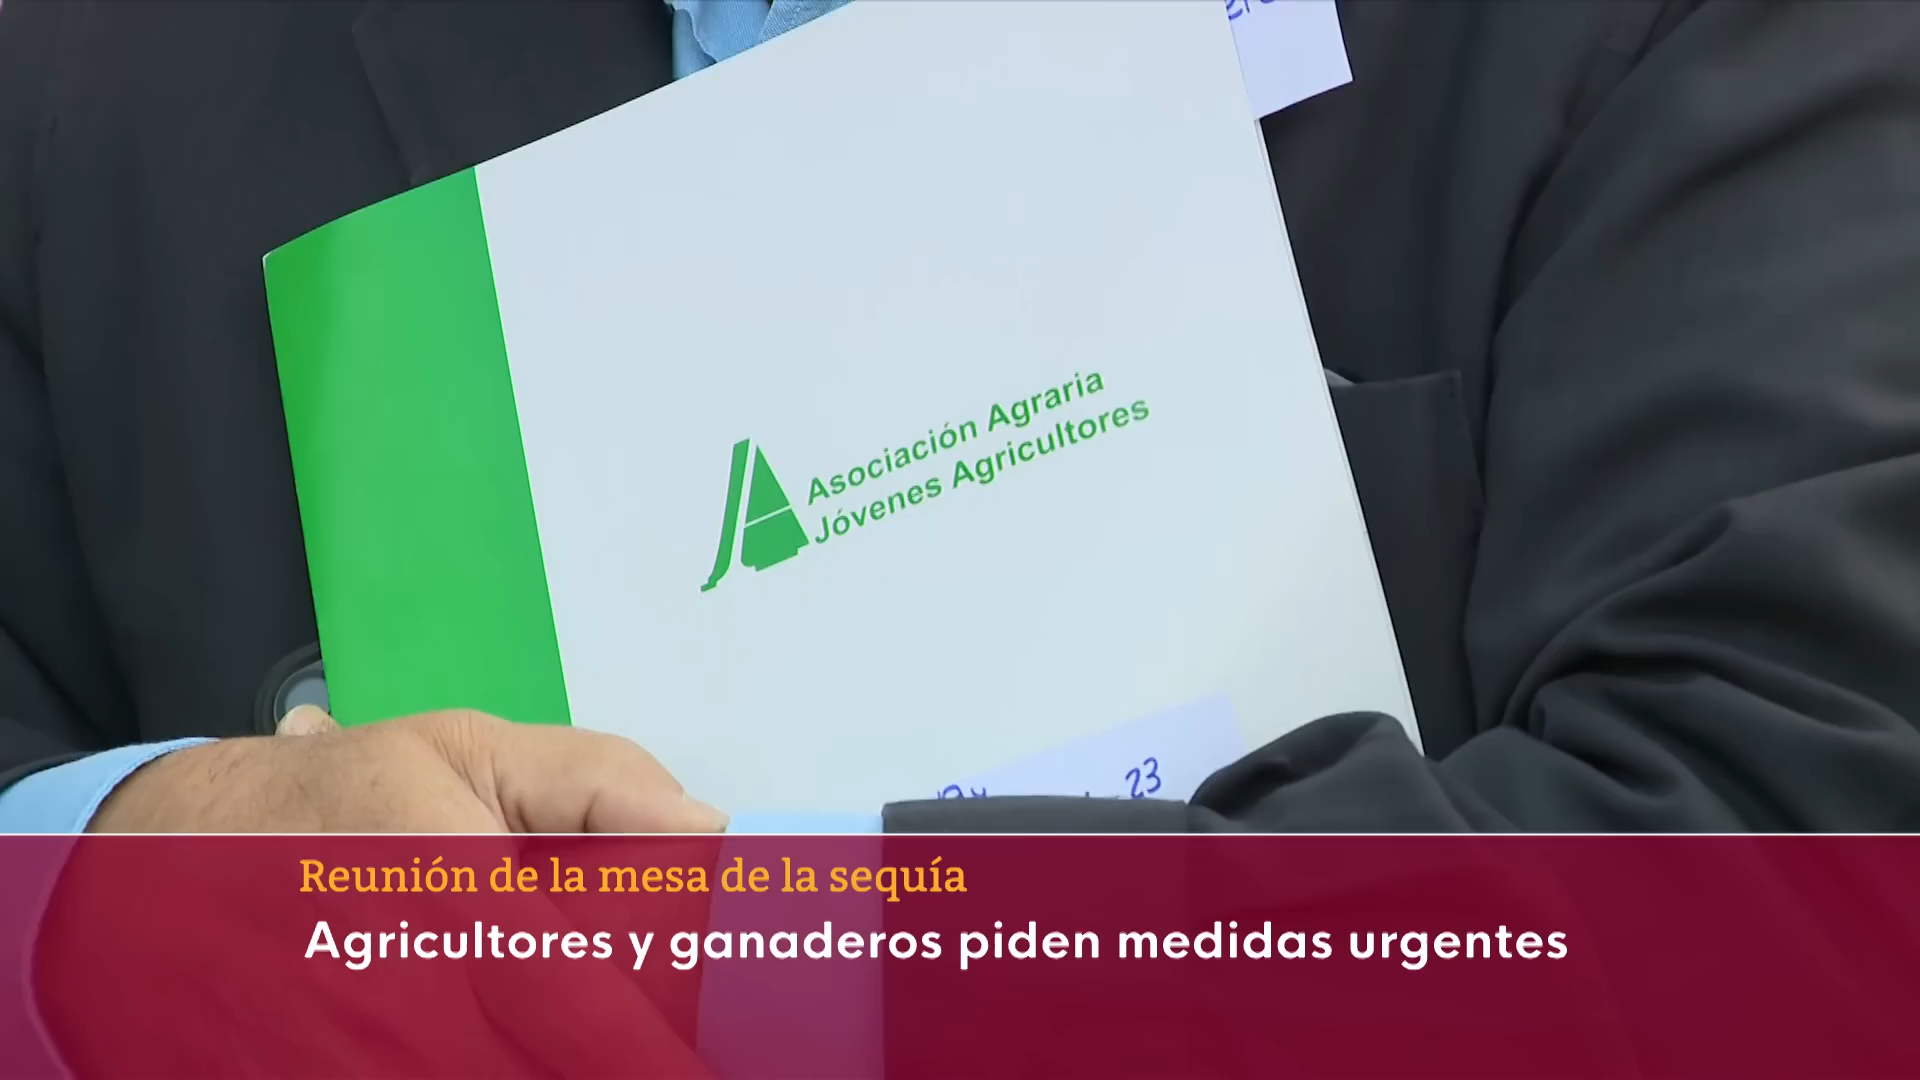 Asociación Agraria
Jóvenes Agricultores
23
Reunión de la mesa de la sequía
Agricultores y ganaderos piden medidas urgentes